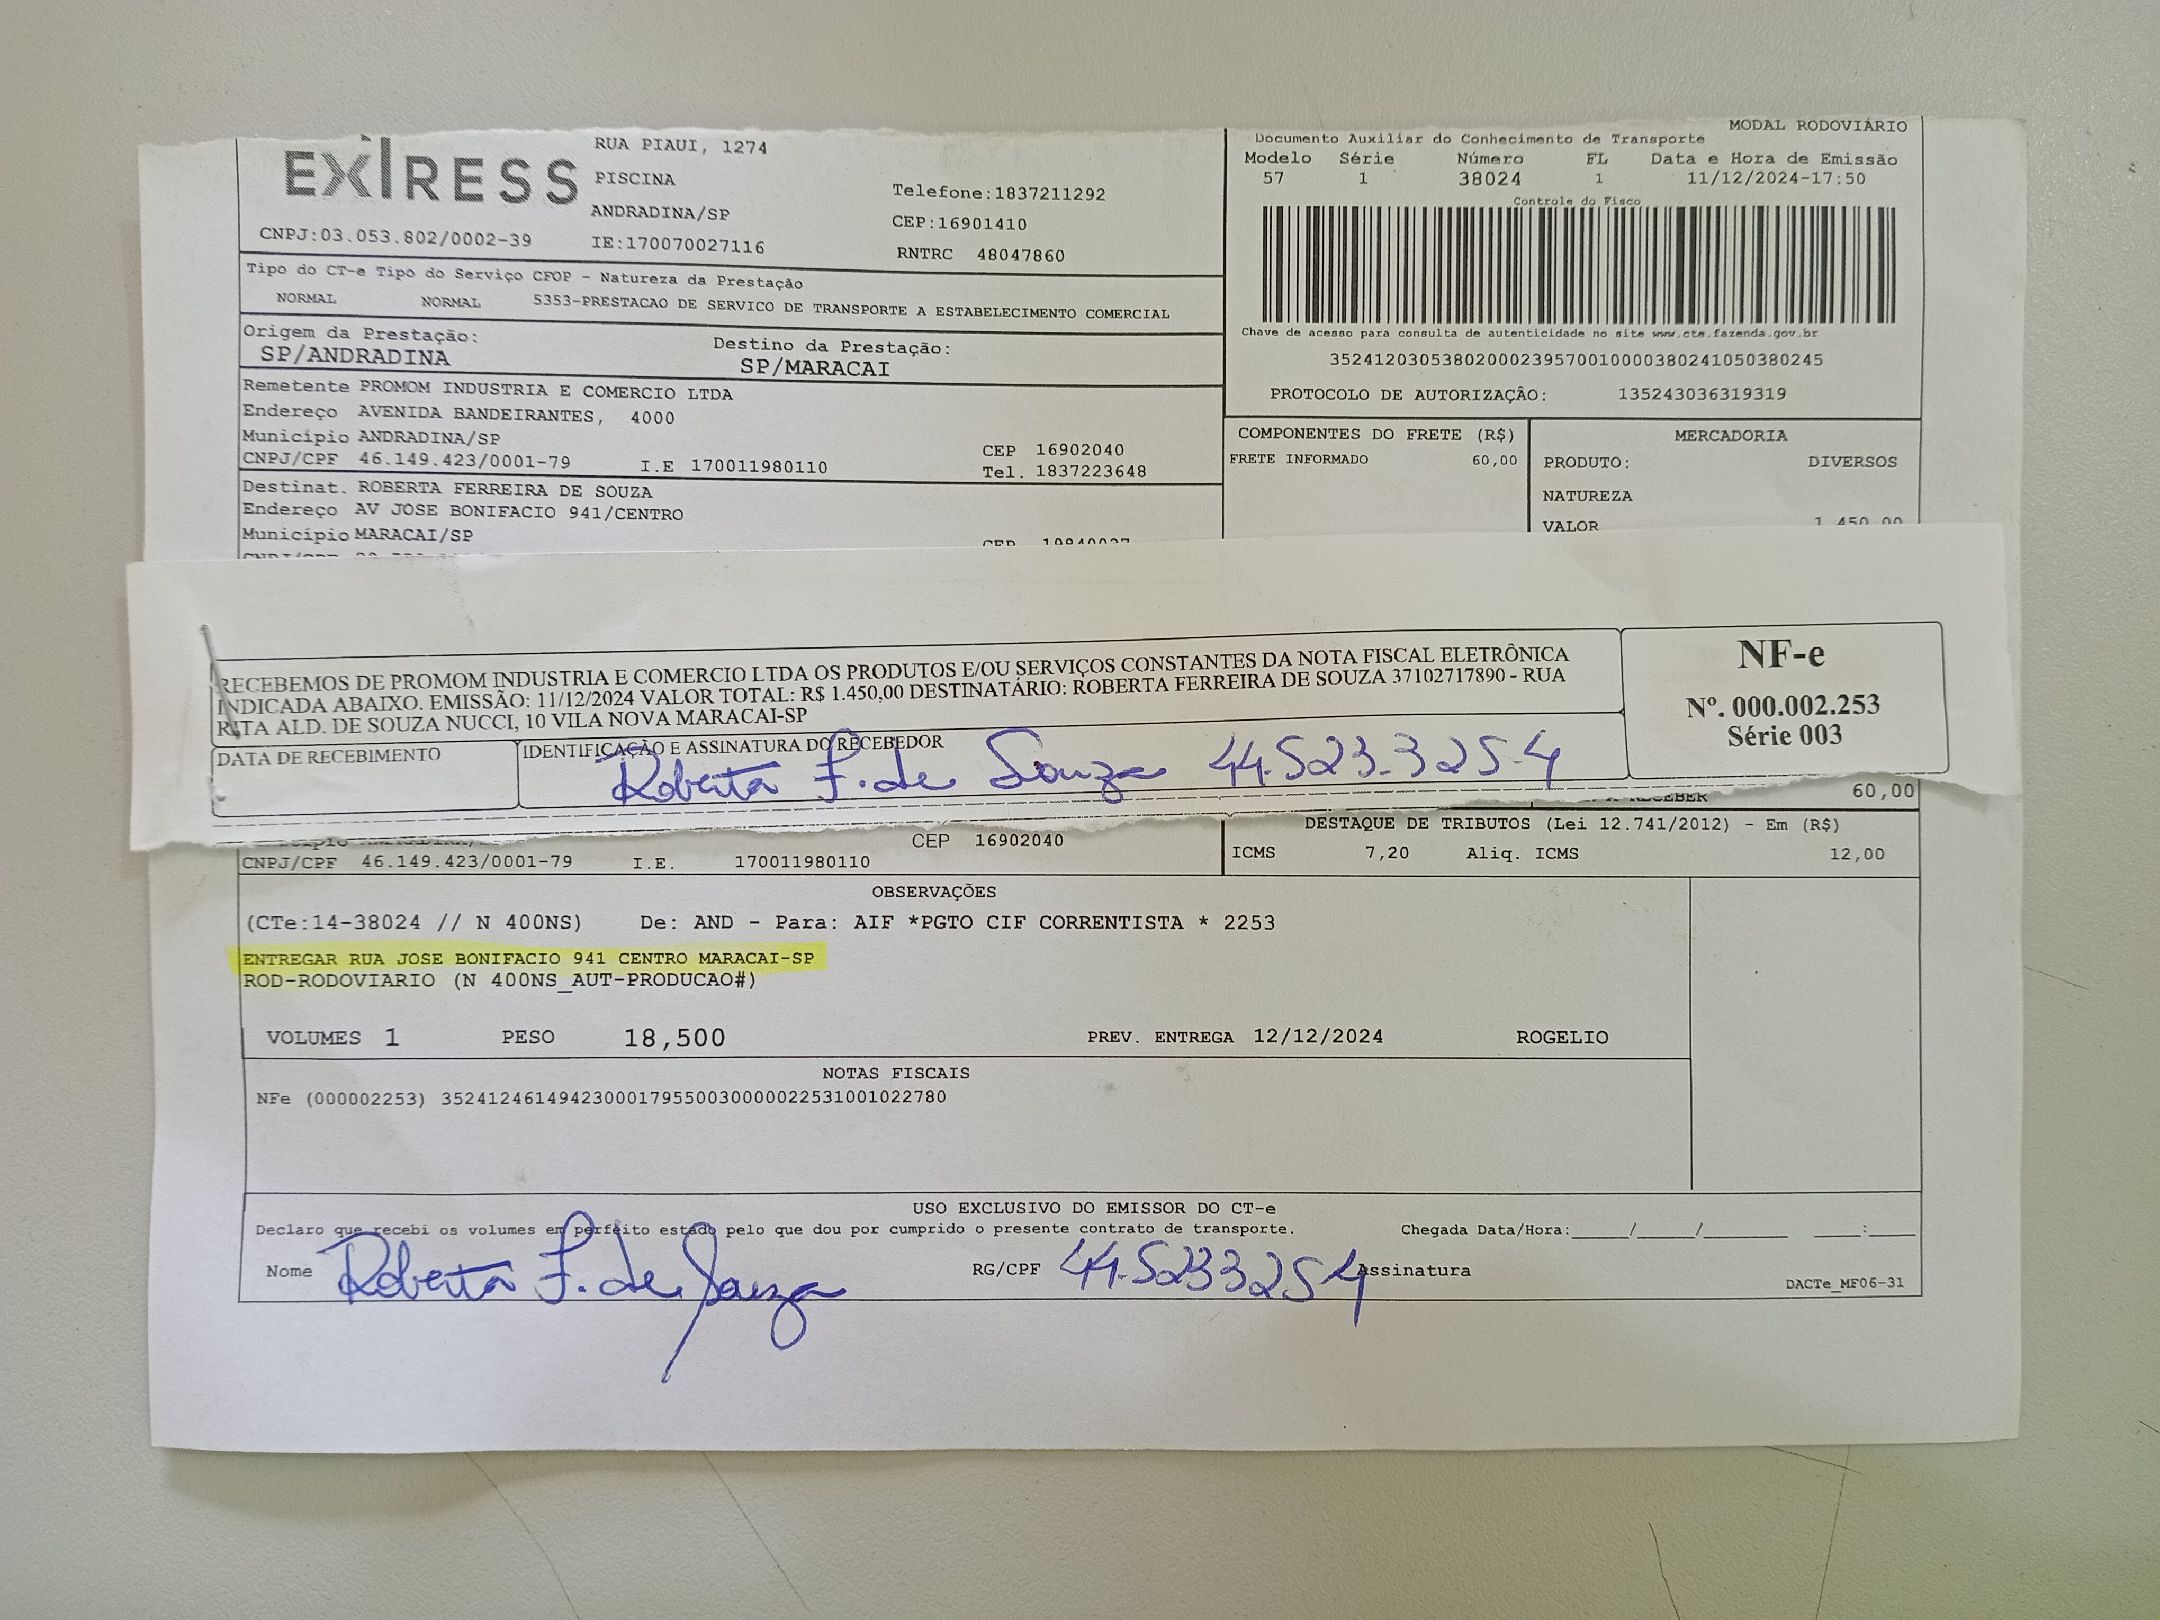 EXPRESS
RUA PIAUI, 1274
PISCINA
ANDRADINA/SP
CNPJ:03.053.802/0002-39
IE:170070027116
Telefone:1837211292
CEP:16901410
RNTRC 48047860
Tipo do CT-e Tipo do Serviço CFOP - Natureza da Prestação
NORMAL NORMAL 5353-PRESTACAO DE SERVICO DE TRANSPORTE A ESTABELECIMENTO COMERCIAL
Origem da Prestação: Destino da Prestação:
SP/ANDRADINA SP/MARACAI
Remetente PROMOM INDUSTRIA E COMERCIO LTDA
Endereço AVENIDA BANDEIRANTES, 4000
Município ANDRADINA/SP CEP 16902040
CNPJ/CPF 46.149.423/0001-79 I.E 170011980110 Tel. 1837223648
Destinat. ROBERTA FERREIRA DE SOUZA
Endereço AV JOSE BONIFACIO 941/CENTRO
Município MARACAI/SP
MODAL RODOVIÁRIO
Documento Auxiliar do Conhecimento de Transporte
Modelo Série Número FL Data e Hora de Emissão
57 1 38024 1 11/12/2024-17:50
Controle do Fisco
Chave de acesso para consulta de autenticidade no site www.cte.fazenda.gov.br
35241203053802000239570010000380241050380245
PROTOCOLO DE AUTORIZAÇÃO: 135243036319319
COMPONENTES DO FRETE (R$)
FRETE INFORMADO 60,00
MERCADORIA
PRODUTO: DIVERSOS
NATUREZA
VALOR 1.450,00
RECEBEMOS DE PROMOM INDUSTRIA E COMERCIO LTDA OS PRODUTOS E/OU SERVIÇOS CONSTANTES DA NOTA FISCAL ELETRÔNICA
INDICADA ABAIXO. EMISSÃO: 11/12/2024 VALOR TOTAL: R$ 1.450,00 DESTINATÁRIO: ROBERTA FERREIRA DE SOUZA 37102717890 - RUA
RITA ALD. DE SOUZA NUCCI, 10 VILA NOVA MARACAI-SP
DATA DE RECEBIMENTO IDENTIFICAÇÃO E ASSINATURA DO RECEBEDOR
Roberta F. de Souza 44.523.325-4
NF-e
Nº. 000.002.253
Série 003
RECEBER 60,00
CEP 16902040
CNPJ/CPF 46.149.423/0001-79 I.E. 170011980110
DESTAQUE DE TRIBUTOS (Lei 12.741/2012) - Em (R$)
ICMS 7,20 Aliq. ICMS 12,00
OBSERVAÇÕES
(CTe:14-38024 // N 400NS) De: AND - Para: AIF *PGTO CIF CORRENTISTA * 2253
ENTREGAR RUA JOSE BONIFACIO 941 CENTRO MARACAI-SP
ROD-RODOVIARIO (N 400NS_AUT-PRODUCAO#)
VOLUMES 1 PESO 18,500 PREV. ENTREGA 12/12/2024 ROGELIO
NOTAS FISCAIS
NFe (000002253) 35241246149423000179550030000022531001022780
USO EXCLUSIVO DO EMISSOR DO CT-e
Declaro que recebi os volumes em perfeito estado pelo que dou por cumprido o presente contrato de transporte. Chegada Data/Hora:____/____/______ ____:____
Nome Roberta F. de Souza RG/CPF 44.5233254 Assinatura
DACTe_MF06-31